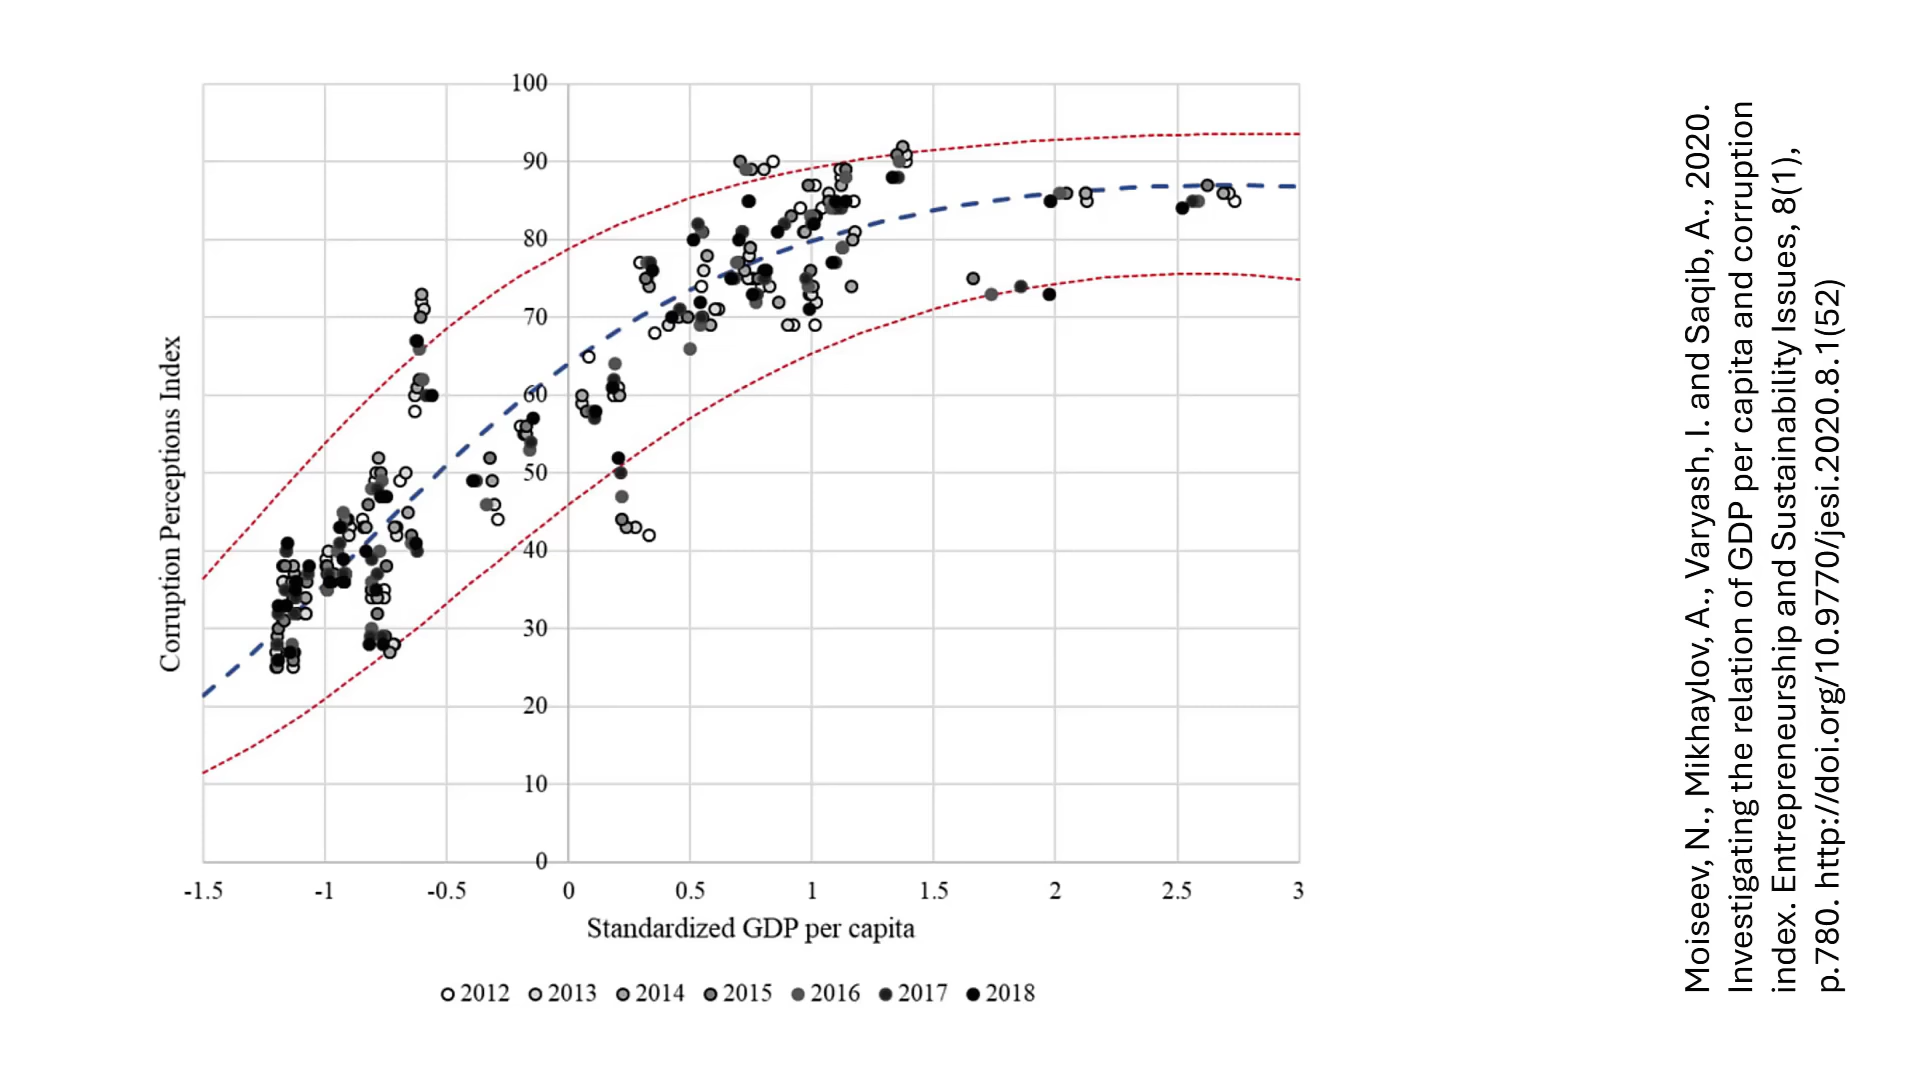 100
90
80
70
60
50
40
30
20
10
0
Corruption Perceptions Index
-1.5 -1 -0.5 0 0.5 1 1.5 2 2.5 3
Standardized GDP per capita
2012 2013 2014 2015 2016 2017 2018
Moiseev, N., Mikhaylov, A., Varyash, I. and Saqib, A., 2020.
Investigating the relation of GDP per capita and corruption
index. Entrepreneurship and Sustainability Issues, 8(1),
p.780. http://doi.org/10.9770/jesi.2020.8.1(52)